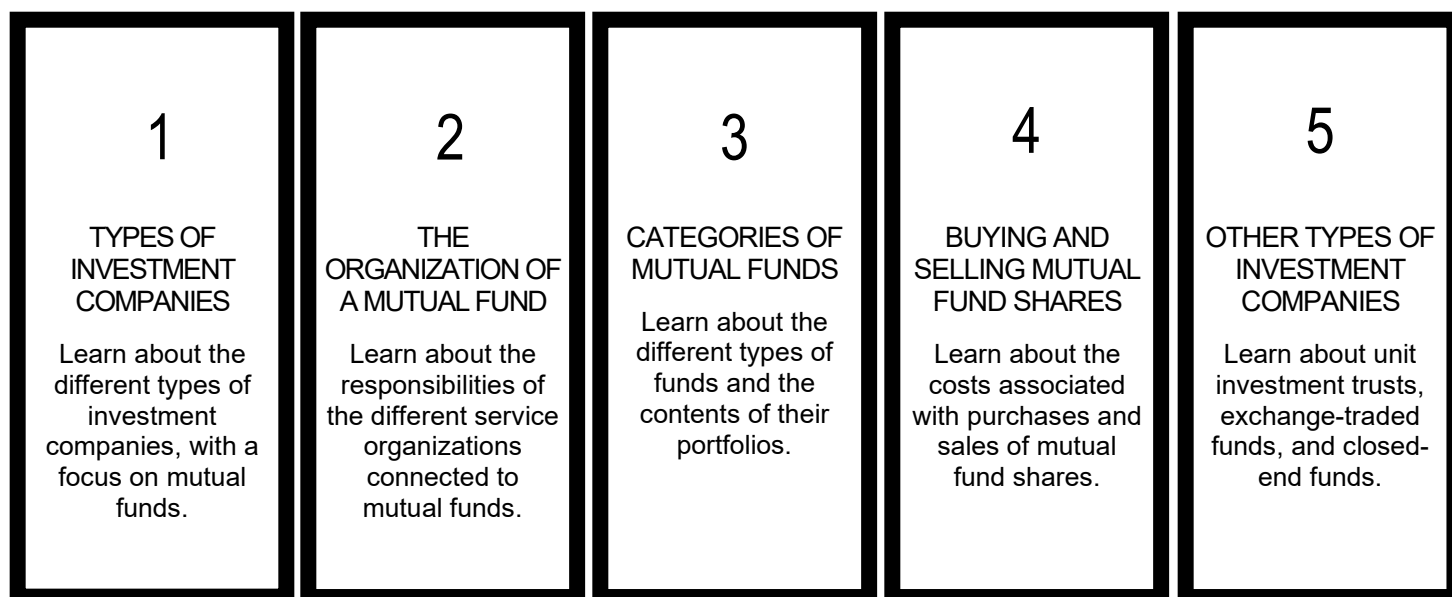 1
TYPES OF
INVESTMENT
COMPANIES
Learn about the
different types of
investment
companies, with a
focus on mutual
funds.
2
THE
ORGANIZATION OF
A MUTUAL FUND
Learn about the
responsibilities of
the different service
organizations
connected to
mutual funds.
3
CATEGORIES OF
MUTUAL FUNDS
Learn about the
different types of
funds and the
contents of their
portfolios.
4
BUYING AND
SELLING MUTUAL
FUND SHARES
Learn about the
costs associated
with purchases and
sales of mutual
fund shares.
5
OTHER TYPES OF
INVESTMENT
COMPANIES
Learn about unit
investment trusts,
exchange-traded
funds, and closed-
end funds.